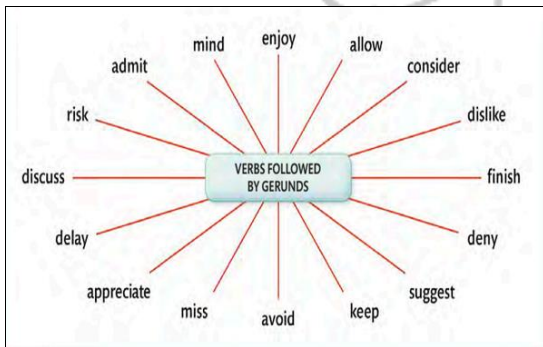 enjoy
mind
allow
admit
consider
risk
dislike
VERBS FOLLOWED
BY GERUNDS
discuss
finish
delay
deny
appreciate
suggest
miss
keep
avoid